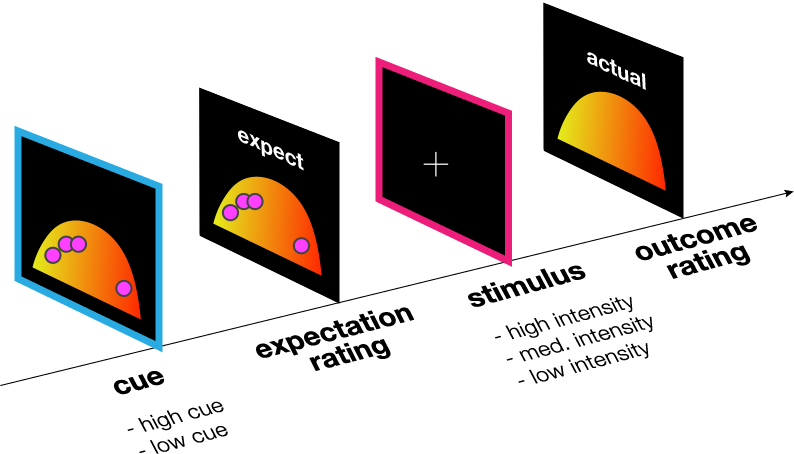 expect
actual
cue
- high cue
- low cue
expectation
rating
stimulus
- high intensity
- med. intensity
- low intensity
outcome
rating